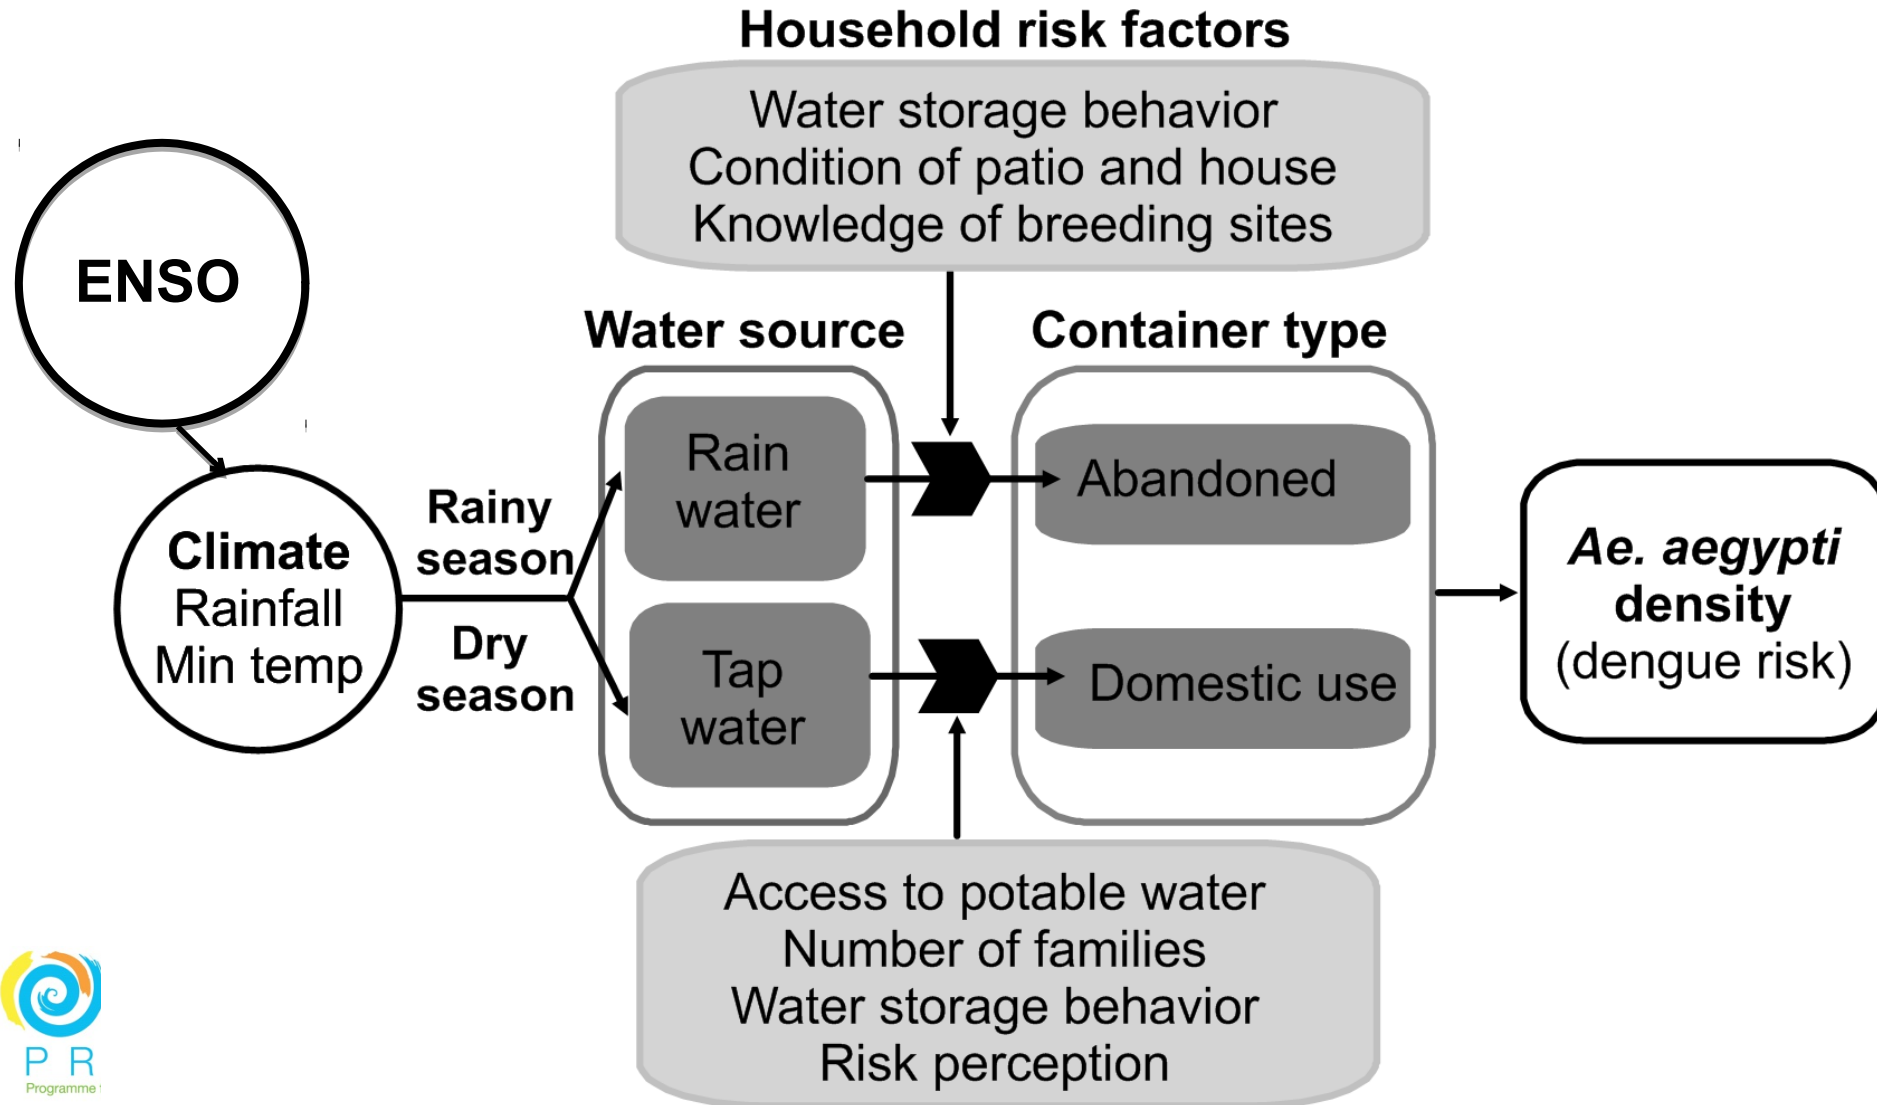 Household risk factors
Water storage behavior
Condition of patio and house
Knowledge of breeding sites
ENSO
Water source
Container type
Rain
water
Abandoned
Rainy
season
Climate
Rainfall
Min temp
Dry
season
Tap
water
Domestic use
Ae. aegypti
density
(dengue risk)
Access to potable water
Number of families
Water storage behavior
Risk perception
P R
Programme